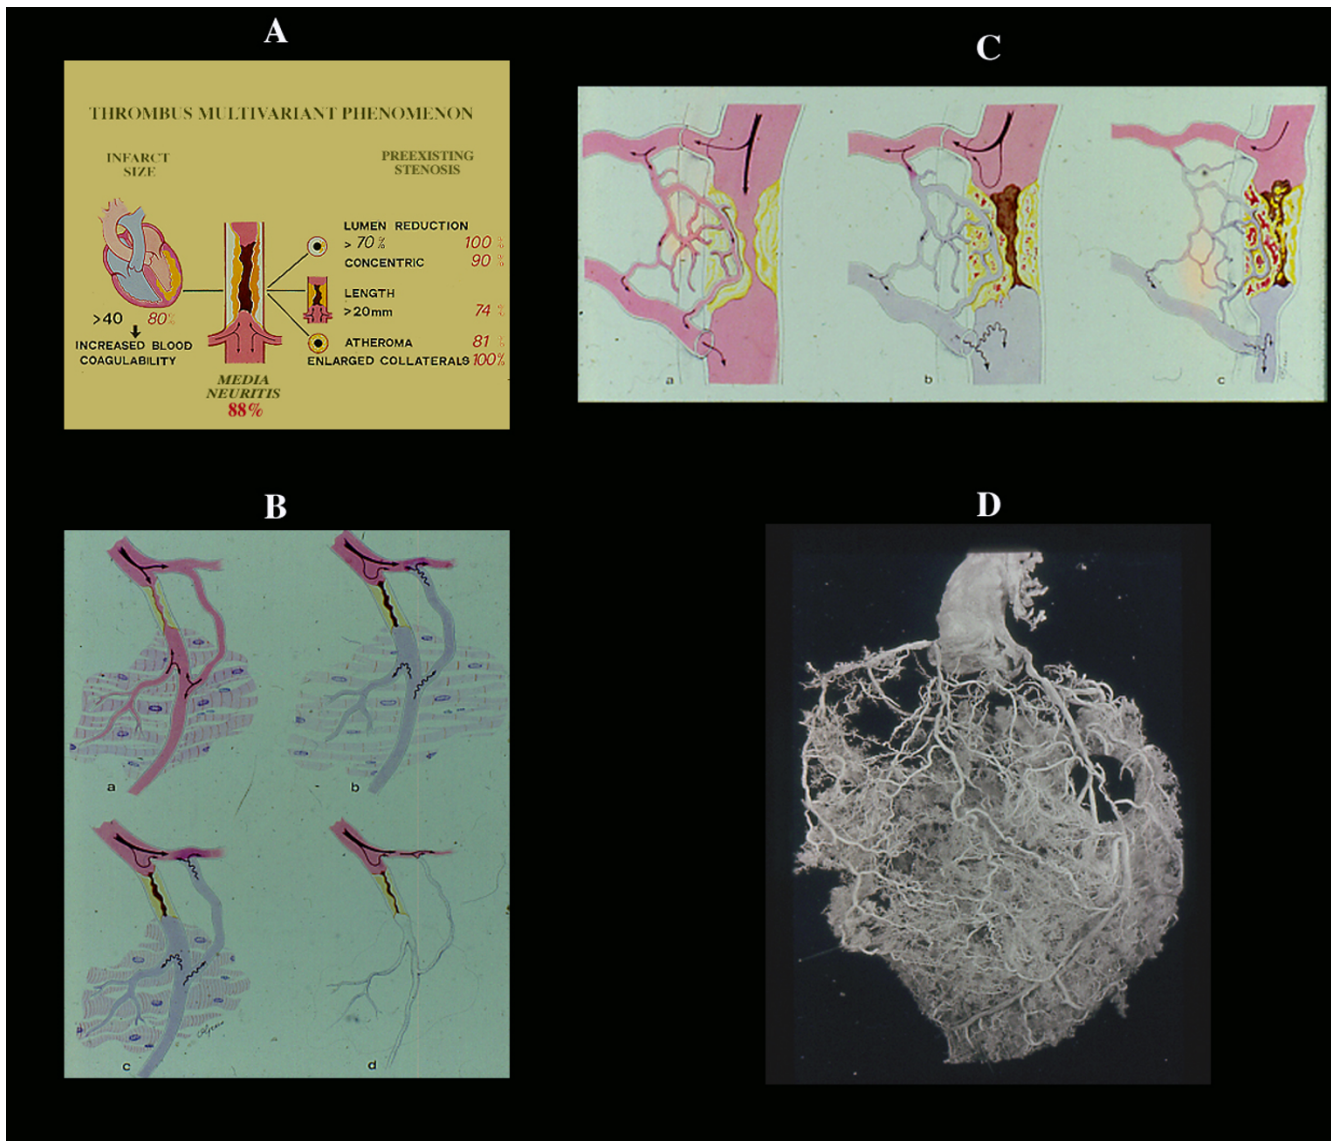 A
THROMBUS MULTIVARIANT PHENOMENON
INFARCT
SIZE
PREEXISTING
STENOSIS
LUMEN REDUCTION
> 70% 100%
CONCENTRIC 90%
LENGTH
>20mm 74%
>40 80%
INCREASED BLOOD
COAGULABILITY
ATHEROMA 81%
ENLARGED COLLATERALS 100%
MEDIA
NEURITIS
88%
C
a b c
B
a b
c d
D